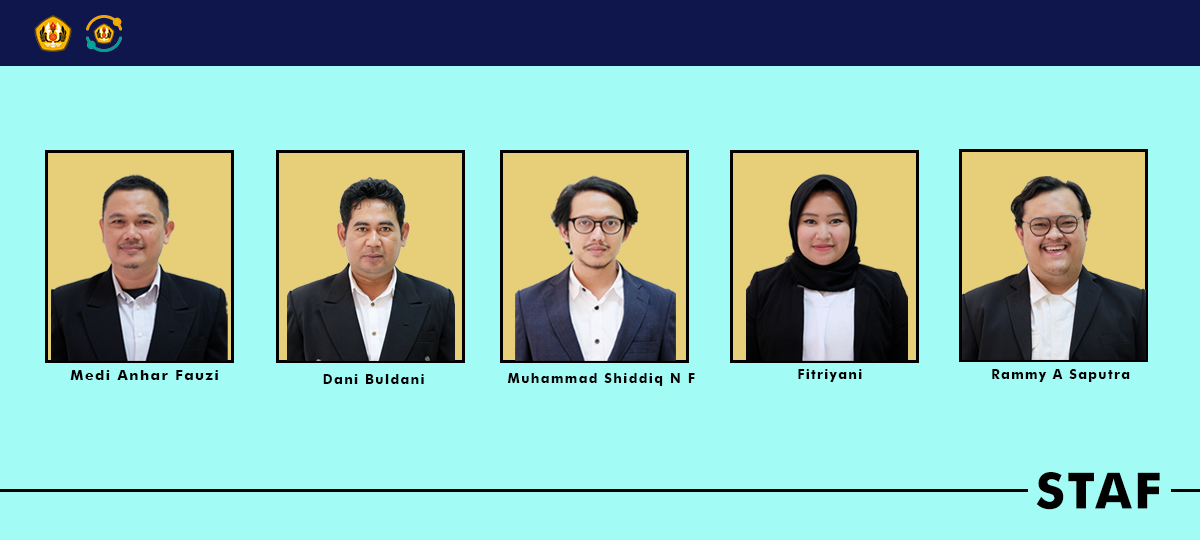 Medi Anhar Fauzi
Dani Buldani
Muhammad Shiddiq N F
Fitriyani
Rammy A Saputra
STAF